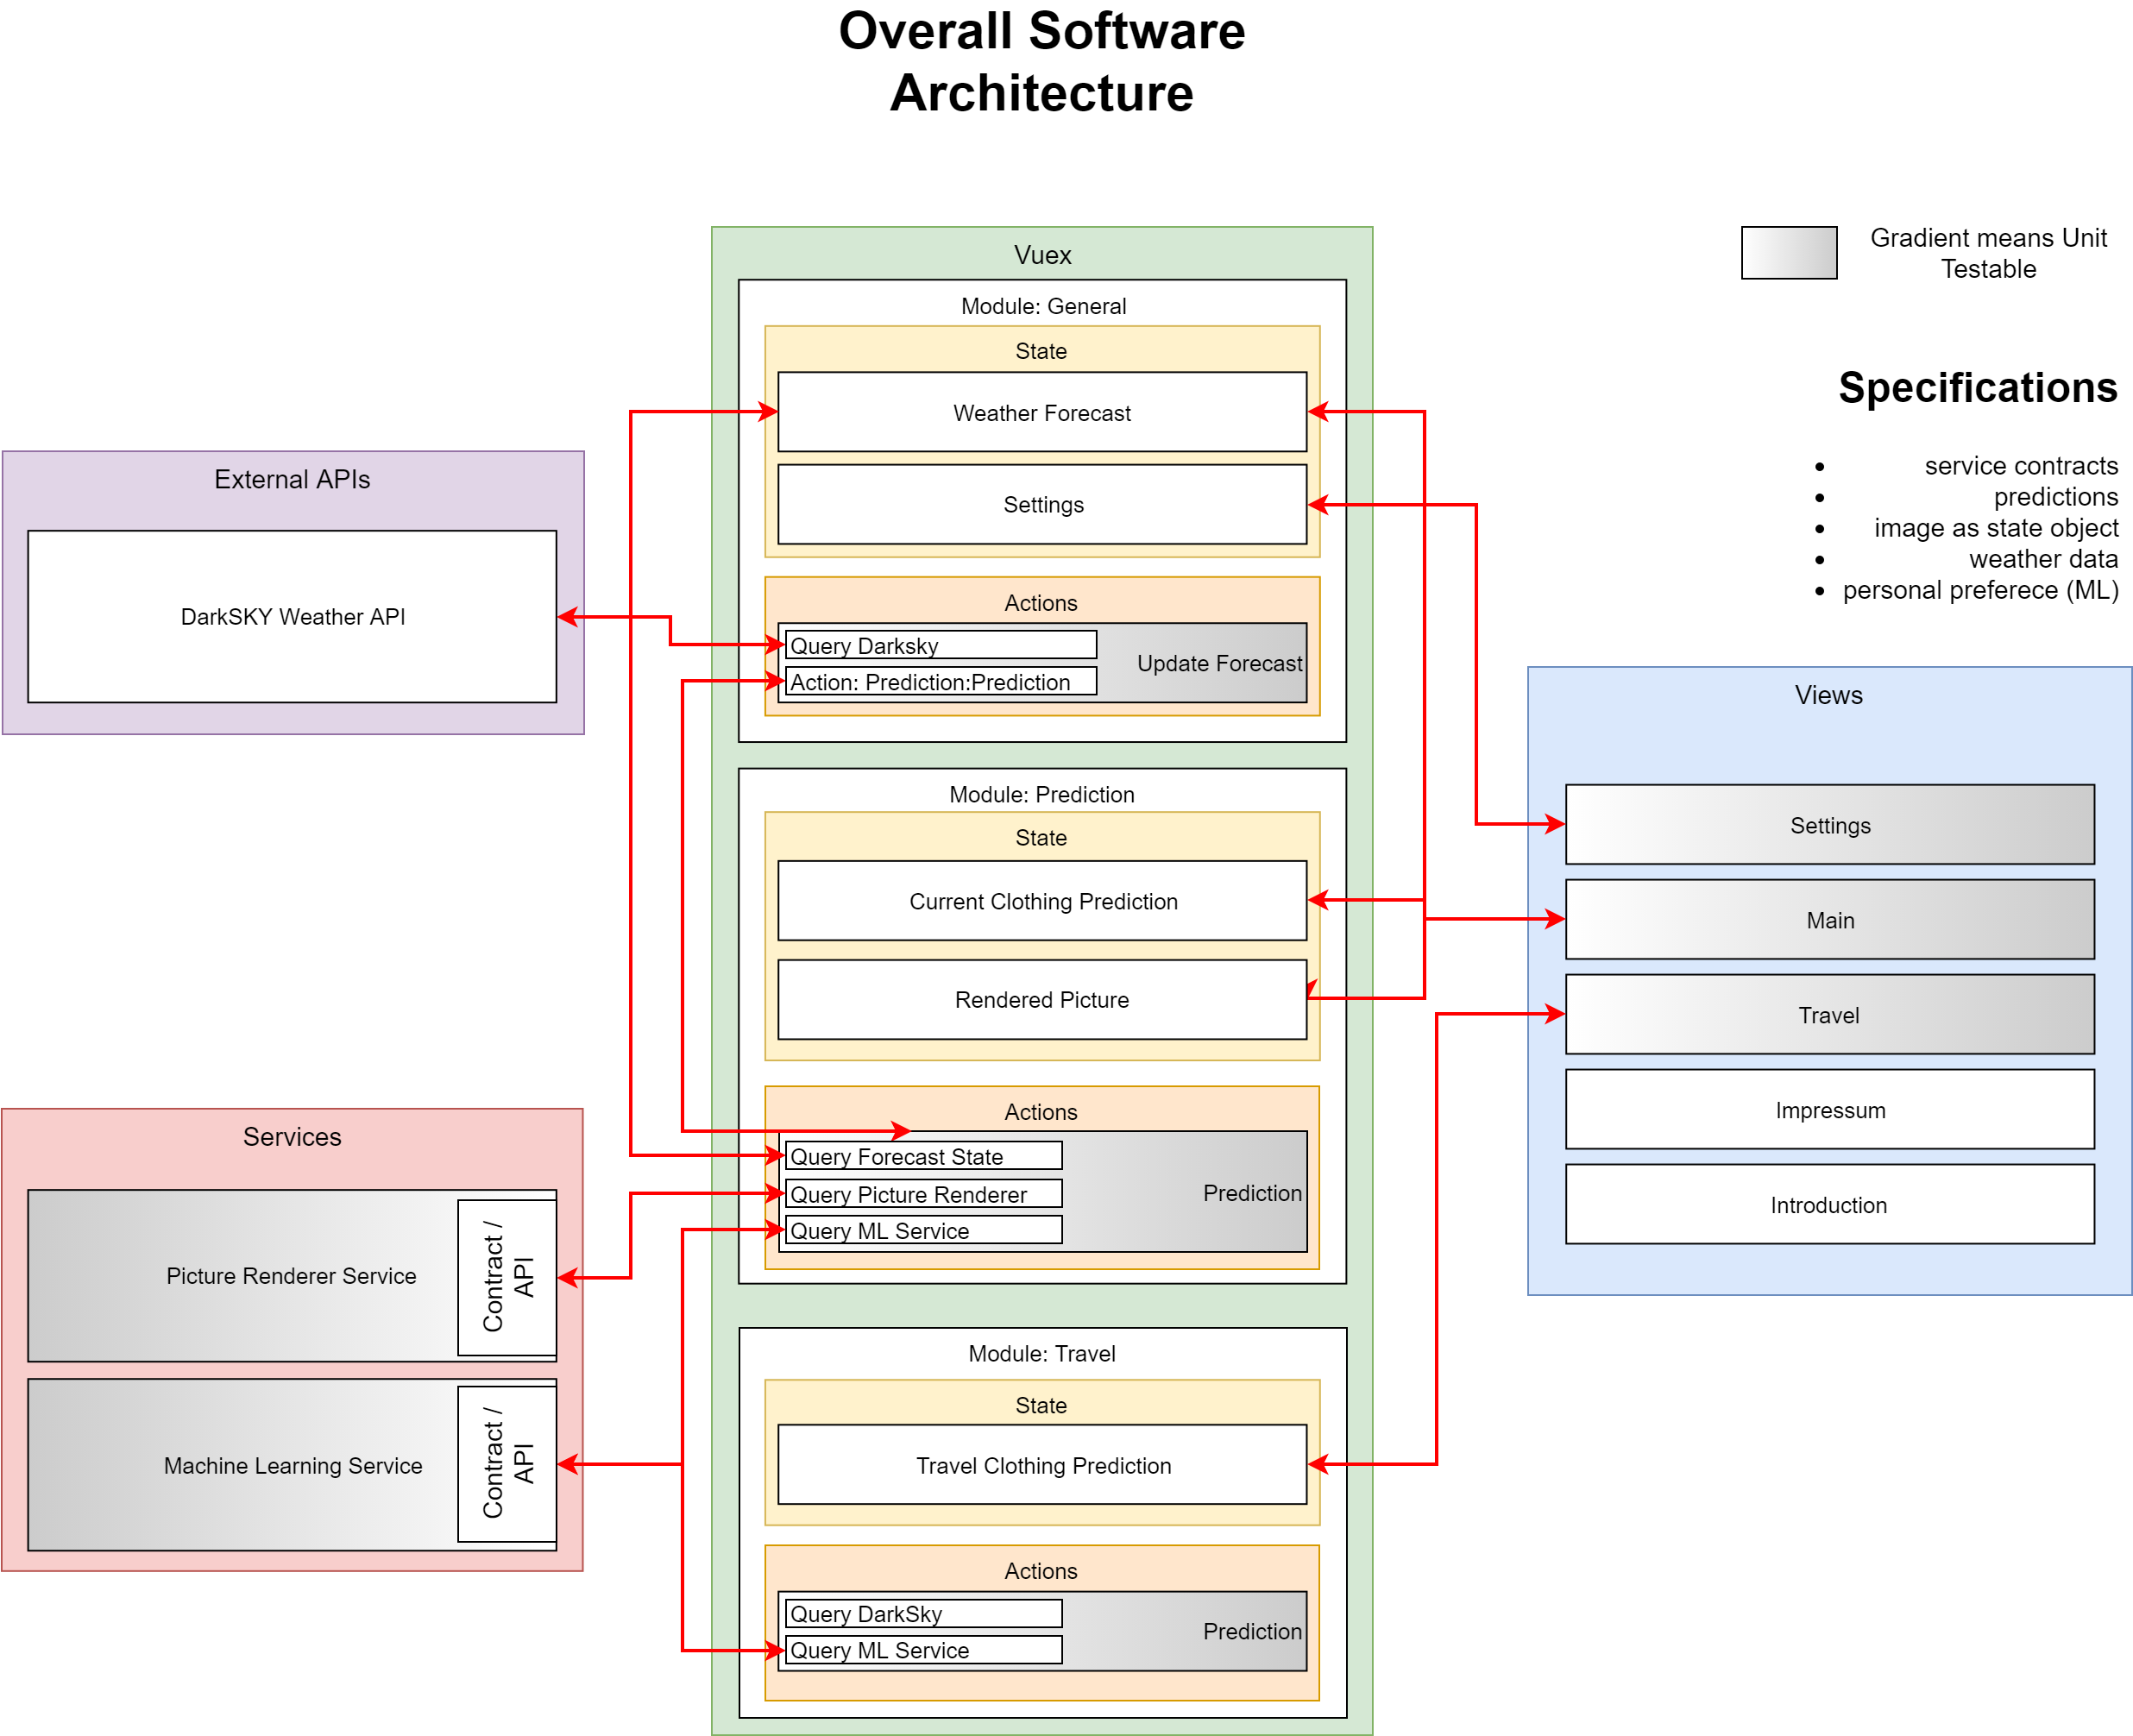 Overall Software
Architecture
Gradient means Unit
Testable
Specifications
service contracts
predictions
image as state object
weather data
personal preferece (ML)
External APIs
DarkSKY Weather API
Services
Picture Renderer Service
Contract /
API
Machine Learning Service
Contract /
API
Vuex
Module: General
State
Weather Forecast
Settings
Actions
Query Darksky
Action: Prediction:Prediction
Update Forecast
Module: Prediction
State
Current Clothing Prediction
Rendered Picture
Actions
Query Forecast State
Query Picture Renderer
Query ML Service
Prediction
Module: Travel
State
Travel Clothing Prediction
Actions
Query DarkSky
Query ML Service
Prediction
Views
Settings
Main
Travel
Impressum
Introduction